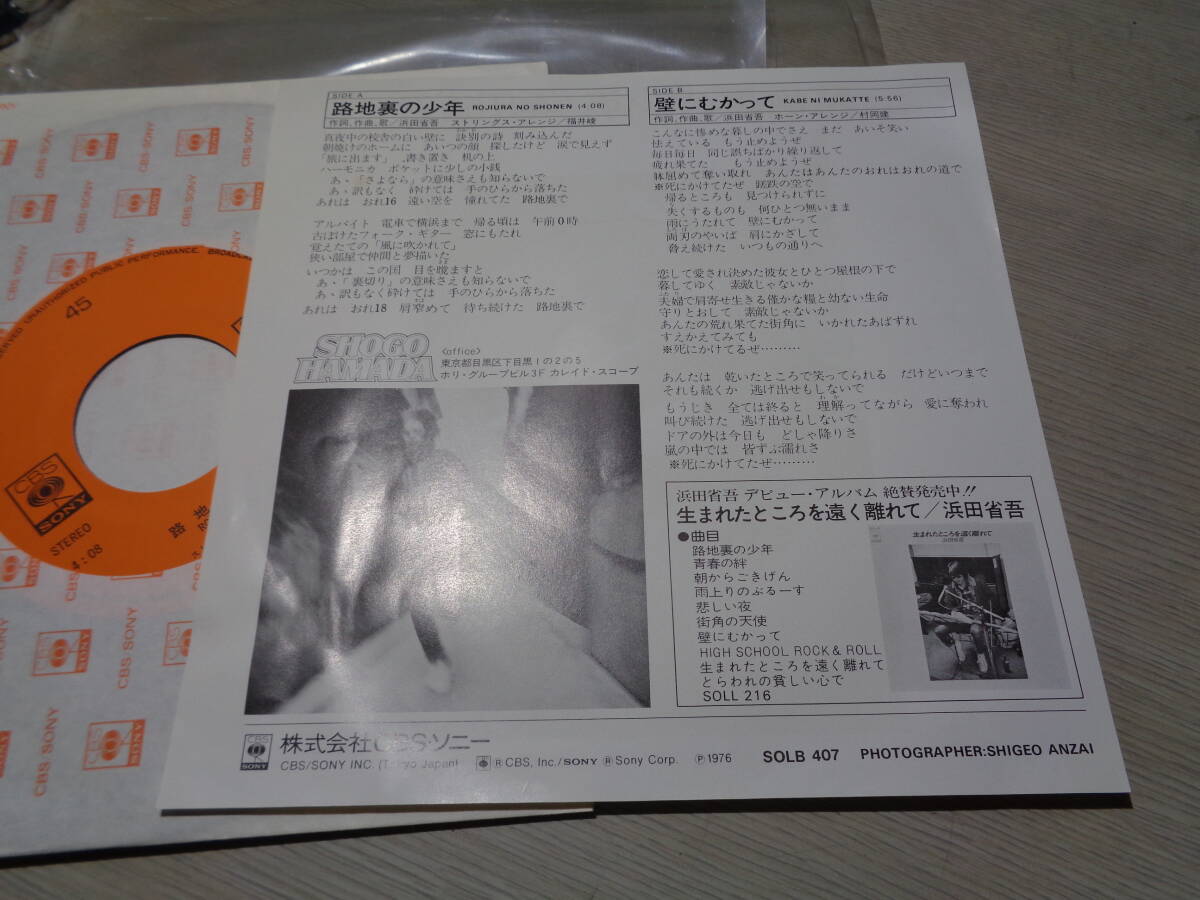 SIDE A
路地裏の少年 ROJIURA NO SHONEN (4:08)
作詞、作曲、歌／浜田省吾 ストリングス・アレンジ／福井峻
真夜中の校舎の白い壁に 訣別の詩 刻み込んだ
朝焼けのホームに あいつの顔 探したけど 涙で見えず
「旅に出ます」 書き置き 机の上
ハーモニカ ポケットに少しの小銭
あゝ「さよなら」の意味さえも知らないで
あゝ訳もなく 砕けては 手のひらから落ちた
あれは おれ16 遠い空を 憧れてた 路地裏で
アルバイト 電車で横浜まで 帰る頃は 午前0時
古ぼけたフォーク・ギター 窓にもたれ
覚えたての「風に吹かれて」
狭い部屋で仲間と夢描いた
いつかは この国 目を覚ますと
あゝ「裏切り」の意味さえも知らないで
あゝ訳もなく砕けては 手のひらから落ちた
あれは おれ18 肩窄めて 待ち続けた 路地裏で
SHOGO
HAMADA
〈office〉
東京都目黒区下目黒1の2の5
ホリ・グループビル3F カレイド・スコープ
SIDE B
壁にむかって KABE NI MUKATTE (5:56)
作詞、作曲、歌／浜田省吾 ホーン・アレンジ／村岡建
こんなに惨めな暮しの中でさえ まだ あいそ笑い
怯えている もう止めようぜ
毎日毎日 同じ誤ちばかり繰り返して
疲れ果てた もう止めようぜ
躰屈めて奪い取れ あんたはあんたのおれはおれの道で
※死にかけてたぜ 蹉跌の空で
帰るところも 見つけられずに
失くするものも 何ひとつ無いまま
雨にうたれて 壁にむかって
両刃のやいば 肩にかざして
脅え続けた いつもの通りへ
恋して愛され決めた彼女とひとつ屋根の下で
暮してゆく 素敵じゃないか
夫婦で肩寄せ生きる僅かな糧と幼ない生命
守りとおして 素敵じゃないか
あんたの荒れ果てた街角に いかれたあばずれ
すえかえてみても
※死にかけてるぜ………
あんたは 乾いたところで笑ってられる だけどいつまで
それも続くか 逃げ出せもしないで
もうじき 全ては終ると 理解ってながら 愛に奪われ
叫び続けた 逃げ出せもしないで
ドアの外は今日も どしゃ降りさ
嵐の中では 皆ずぶ濡れさ
※死にかけてたぜ………
浜田省吾 デビュー・アルバム 絶賛発売中!!
生まれたところを遠く離れて／浜田省吾
●曲目
路地裏の少年
青春の絆
朝からごきげん
雨上りのぶるーす
悲しい夜
街角の天使
壁にむかって
HIGH SCHOOL ROCK & ROLL
生まれたところを遠く離れて
とらわれの貧しい心で
SOLL 216
生まれたところを遠く離れて
浜田省吾
CBS
SONY
株式会社CBS・ソニー
CBS/SONY INC. (Tokyo Japan) ® CBS, Inc./SONY ® Sony Corp. ℗ 1976 SOLB 407 PHOTOGRAPHER:SHIGEO ANZAI
UNAUTHORIZED PUBLIC PERFORMANCE,
45
CBS
SONY
STEREO
4:08
路地
CBS SONY
CBS SONY
CBS SONY
CBS SONY
CBS SONY
CBS SONY